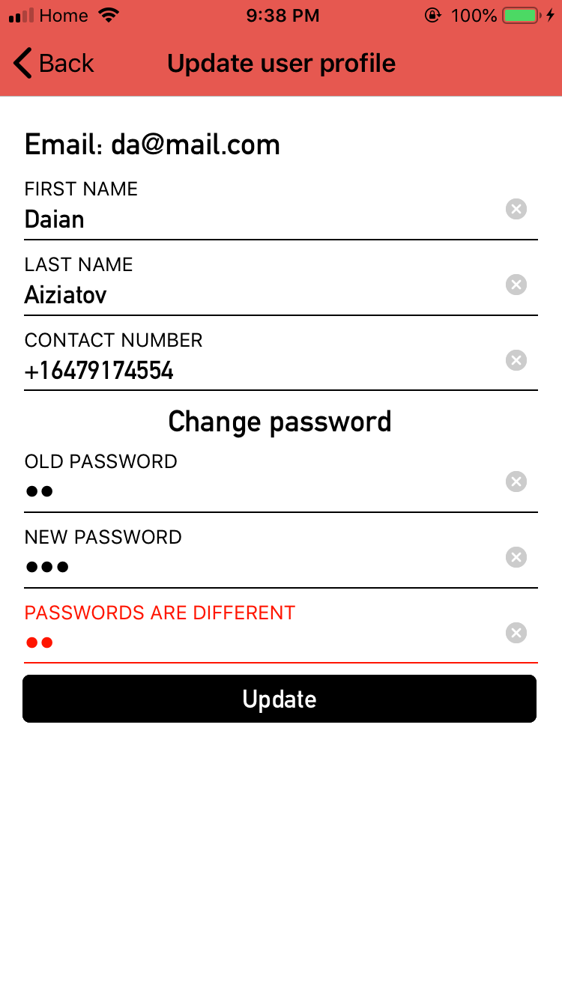 Home 9:38 PM 100%
Back Update user profile
Email: da@mail.com
FIRST NAME
Daian
LAST NAME
Aiziatov
CONTACT NUMBER
+16479174554
Change password
OLD PASSWORD
●●
NEW PASSWORD
●●●
PASSWORDS ARE DIFFERENT
●●
Update